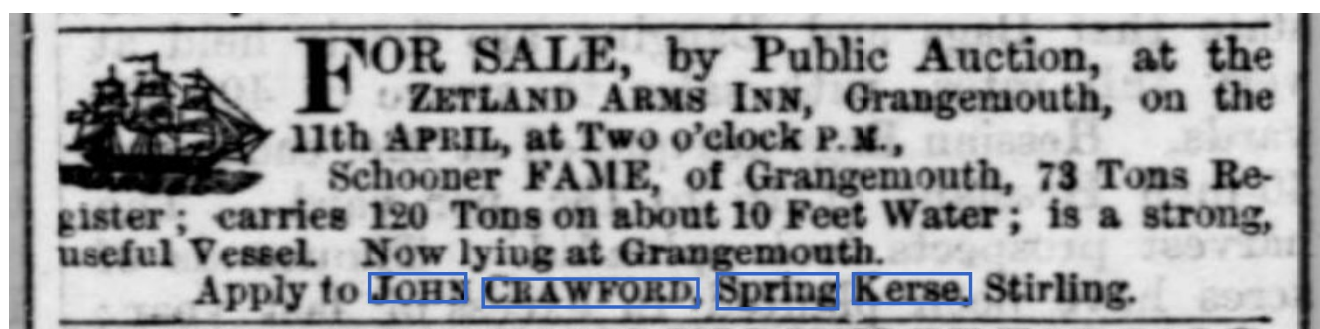 FOR SALE, by Public Auction, at the
ZETLAND ARMS INN, Grangemouth, on the
11th APRIL, at Two o'clock P.M.,
Schooner FAME, of Grangemouth, 73 Tons Re-
gister; carries 120 Tons on about 10 Feet Water; is a strong,
useful Vessel. Now lying at Grangemouth.
Apply to JOHN CRAWFORD, Spring Kerse, Stirling.